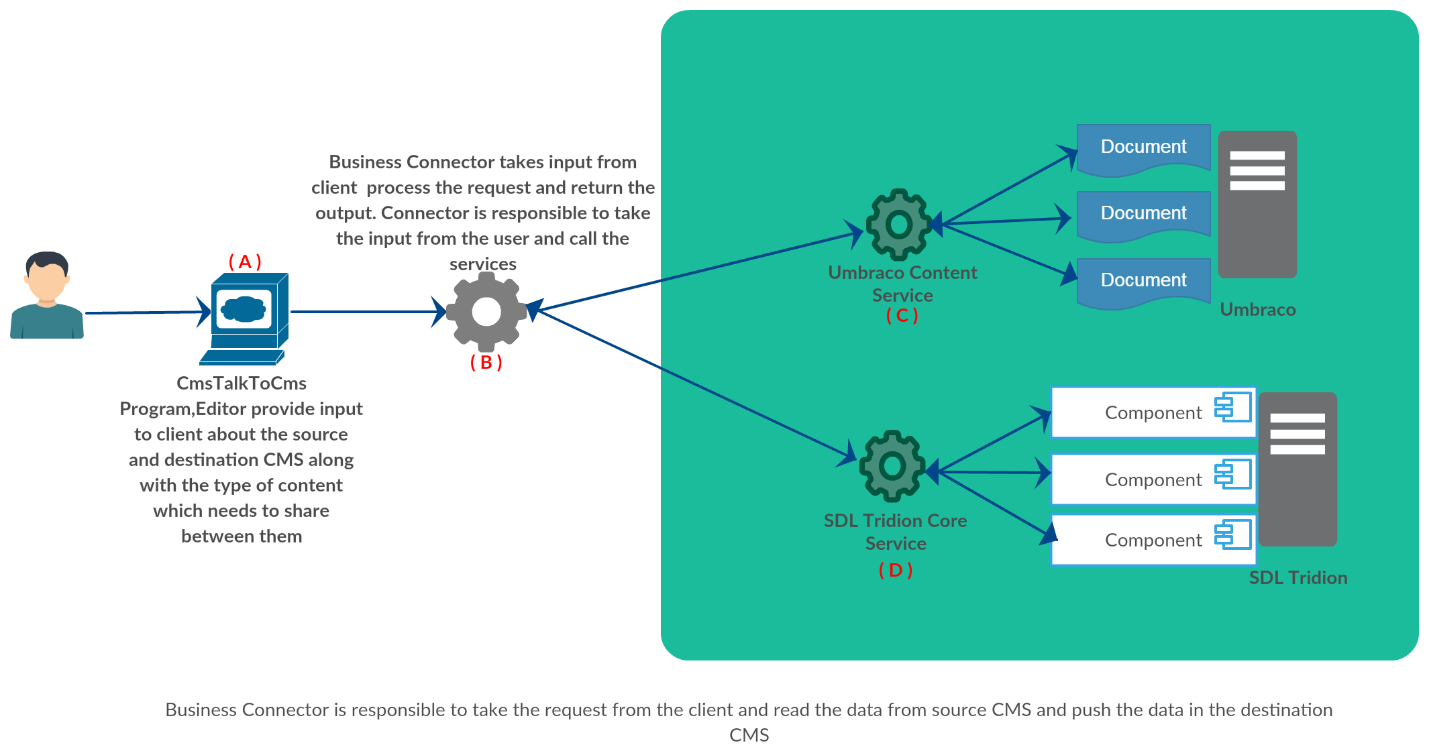 Business Connector takes input from
client process the request and return the
output. Connector is responsible to take
the input from the user and call the
services
( A )
( B )
CmsTalkToCms
Program,Editor provide input
to client about the source
and destination CMS along
with the type of content
which needs to share
between them
Umbraco Content
Service
( C )
Document
Document
Document
Umbraco
SDL Tridion Core
Service
( D )
Component
Component
Component
SDL Tridion
Business Connector is responsible to take the request from the client and read the data from source CMS and push the data in the destination
CMS